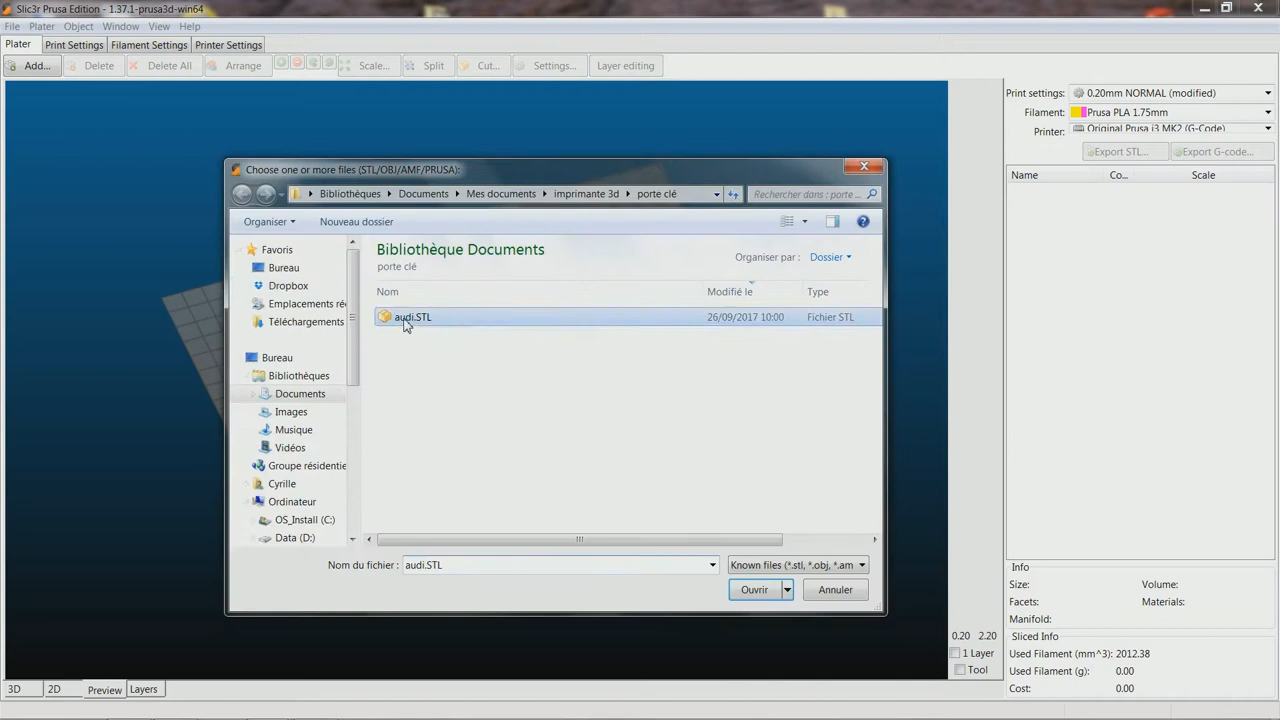 Slic3r Prusa Edition - 1.37.1-prusa3d-win64
File Plater Object Window View Help
Plater Print Settings Filament Settings Printer Settings
Add... Delete Delete All Arrange Scale... Split Cut... Settings... Layer editing
Print settings: 0.20mm NORMAL (modified)
Filament: Prusa PLA 1.75mm
Printer: Original Prusa i3 MK2 (G-Code)
Export STL... Export G-code...
Name Co... Scale
Choose one or more files (STL/OBJ/AMF/PRUSA):
Bibliothèques Documents Mes documents imprimante 3d porte clé
Rechercher dans : porte ...
Organiser Nouveau dossier
Favoris
Bureau
Dropbox
Emplacements ré
Téléchargements
Bureau
Bibliothèques
Documents
Images
Musique
Vidéos
Groupe résidentie
Cyrille
Ordinateur
OS_Install (C:)
Data (D:)
Bibliothèque Documents
porte clé
Organiser par : Dossier
Nom Modifié le Type
audi.STL 26/09/2017 10:00 Fichier STL
Nom du fichier : audi.STL
Known files (*.stl, *.obj, *.am
Ouvrir Annuler
Info
Size: Volume:
Facets: Materials:
Manifold:
Sliced Info
Used Filament (mm^3): 2012.38
Used Filament (g): 0.00
Cost: 0.00
0.20 2.20
1 Layer
Tool
3D 2D Preview Layers